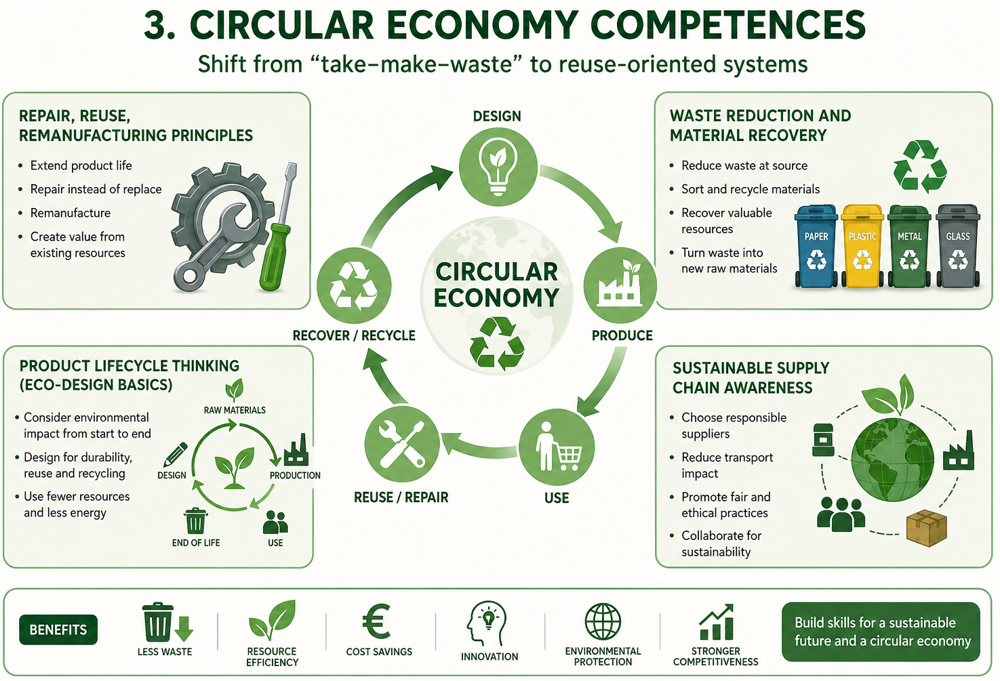 3. CIRCULAR ECONOMY COMPETENCES
Shift from “take–make–waste” to reuse-oriented systems
REPAIR, REUSE,
REMANUFACTURING PRINCIPLES
• Extend product life
• Repair instead of replace
• Remanufacture
• Create value from
existing resources
DESIGN
PRODUCE
USE
REUSE / REPAIR
RECOVER / RECYCLE
CIRCULAR
ECONOMY
WASTE REDUCTION AND
MATERIAL RECOVERY
• Reduce waste at source
• Sort and recycle materials
• Recover valuable
resources
• Turn waste into
new raw materials
PAPER
PLASTIC
METAL
GLASS
PRODUCT LIFECYCLE THINKING
(ECO-DESIGN BASICS)
• Consider environmental
impact from start to end
• Design for durability,
reuse and recycling
• Use fewer resources
and less energy
RAW MATERIALS
PRODUCTION
USE
END OF LIFE
DESIGN
SUSTAINABLE SUPPLY
CHAIN AWARENESS
• Choose responsible
suppliers
• Reduce transport
impact
• Promote fair and
ethical practices
• Collaborate for
sustainability
BENEFITS
LESS WASTE
RESOURCE
EFFICIENCY
COST SAVINGS
INNOVATION
ENVIRONMENTAL
PROTECTION
STRONGER
COMPETITIVENESS
Build skills for a sustainable
future and a circular economy